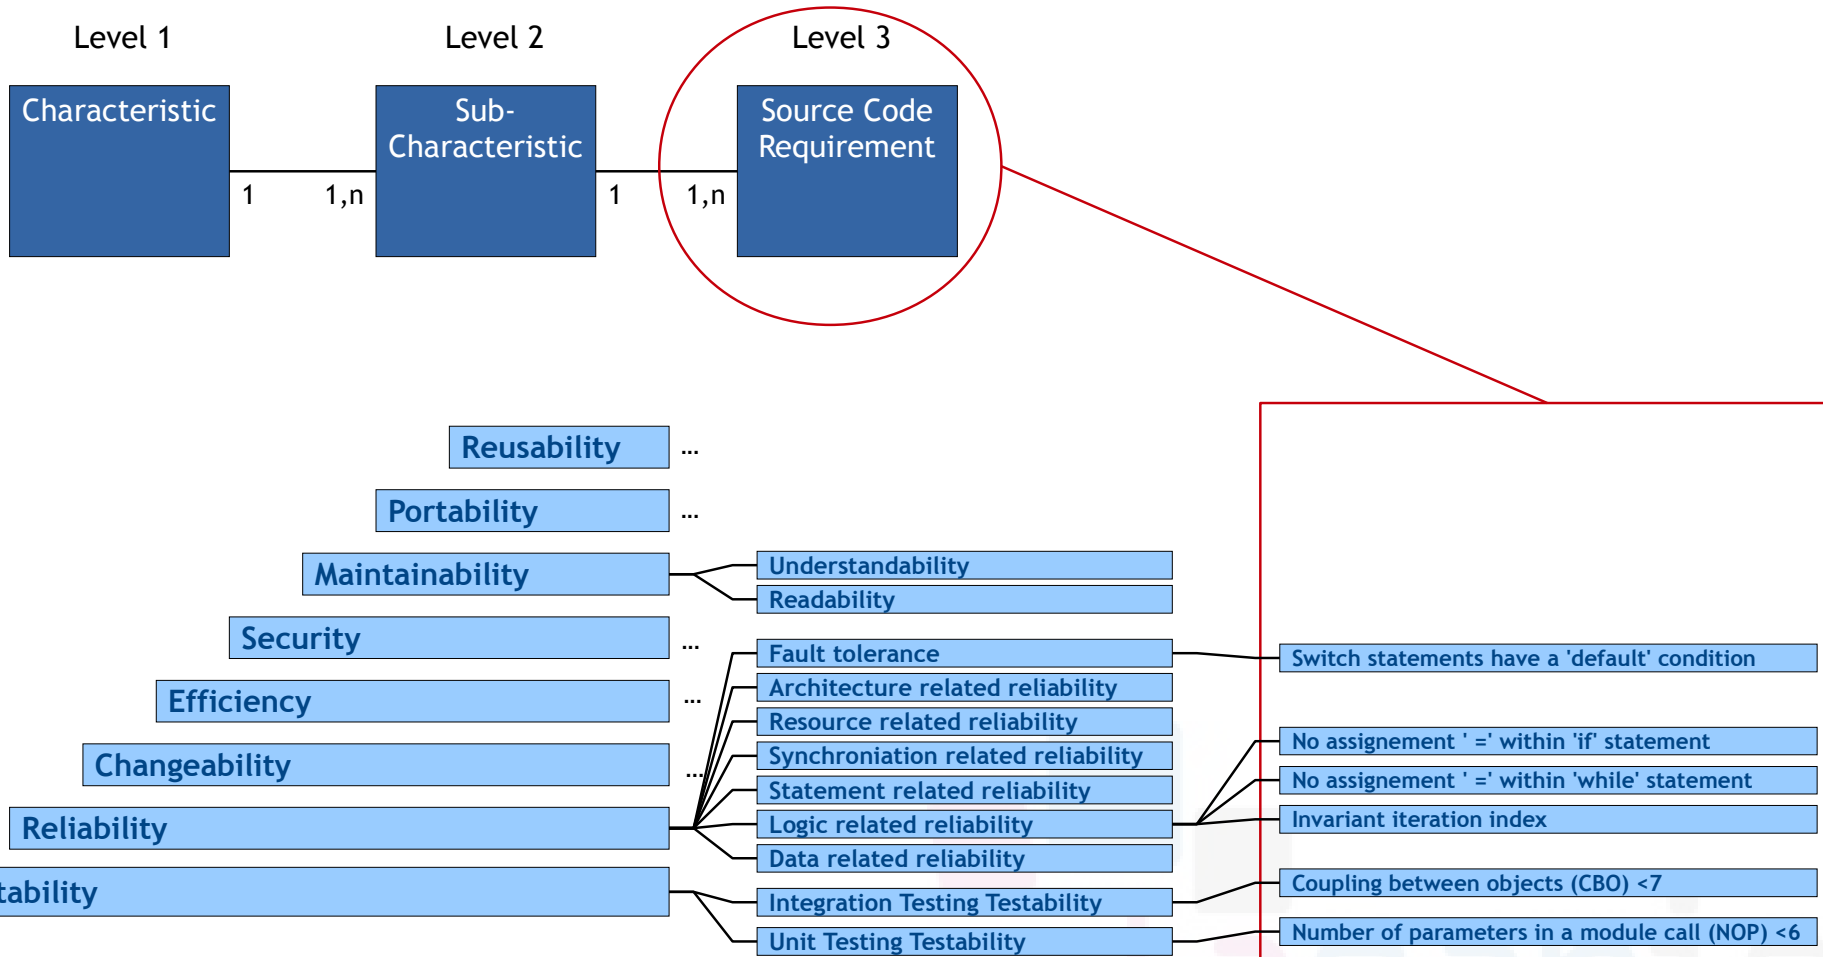 Level 1
Level 2
Level 3
Characteristic
Sub-
Characteristic
Source Code
Requirement
1
1,n
1
1,n
Reusability
...
Portability
...
Maintainability
Understandability
Readability
Security
...
Fault tolerance
Switch statements have a 'default' condition
Efficiency
...
Architecture related reliability
Resource related reliability
No assignement ' =' within 'if' statement
Changeability
...
Synchroniation related reliability
No assignement ' =' within 'while' statement
Statement related reliability
Reliability
Logic related reliability
Invariant iteration index
Data related reliability
tability
Integration Testing Testability
Coupling between objects (CBO) <7
Unit Testing Testability
Number of parameters in a module call (NOP) <6